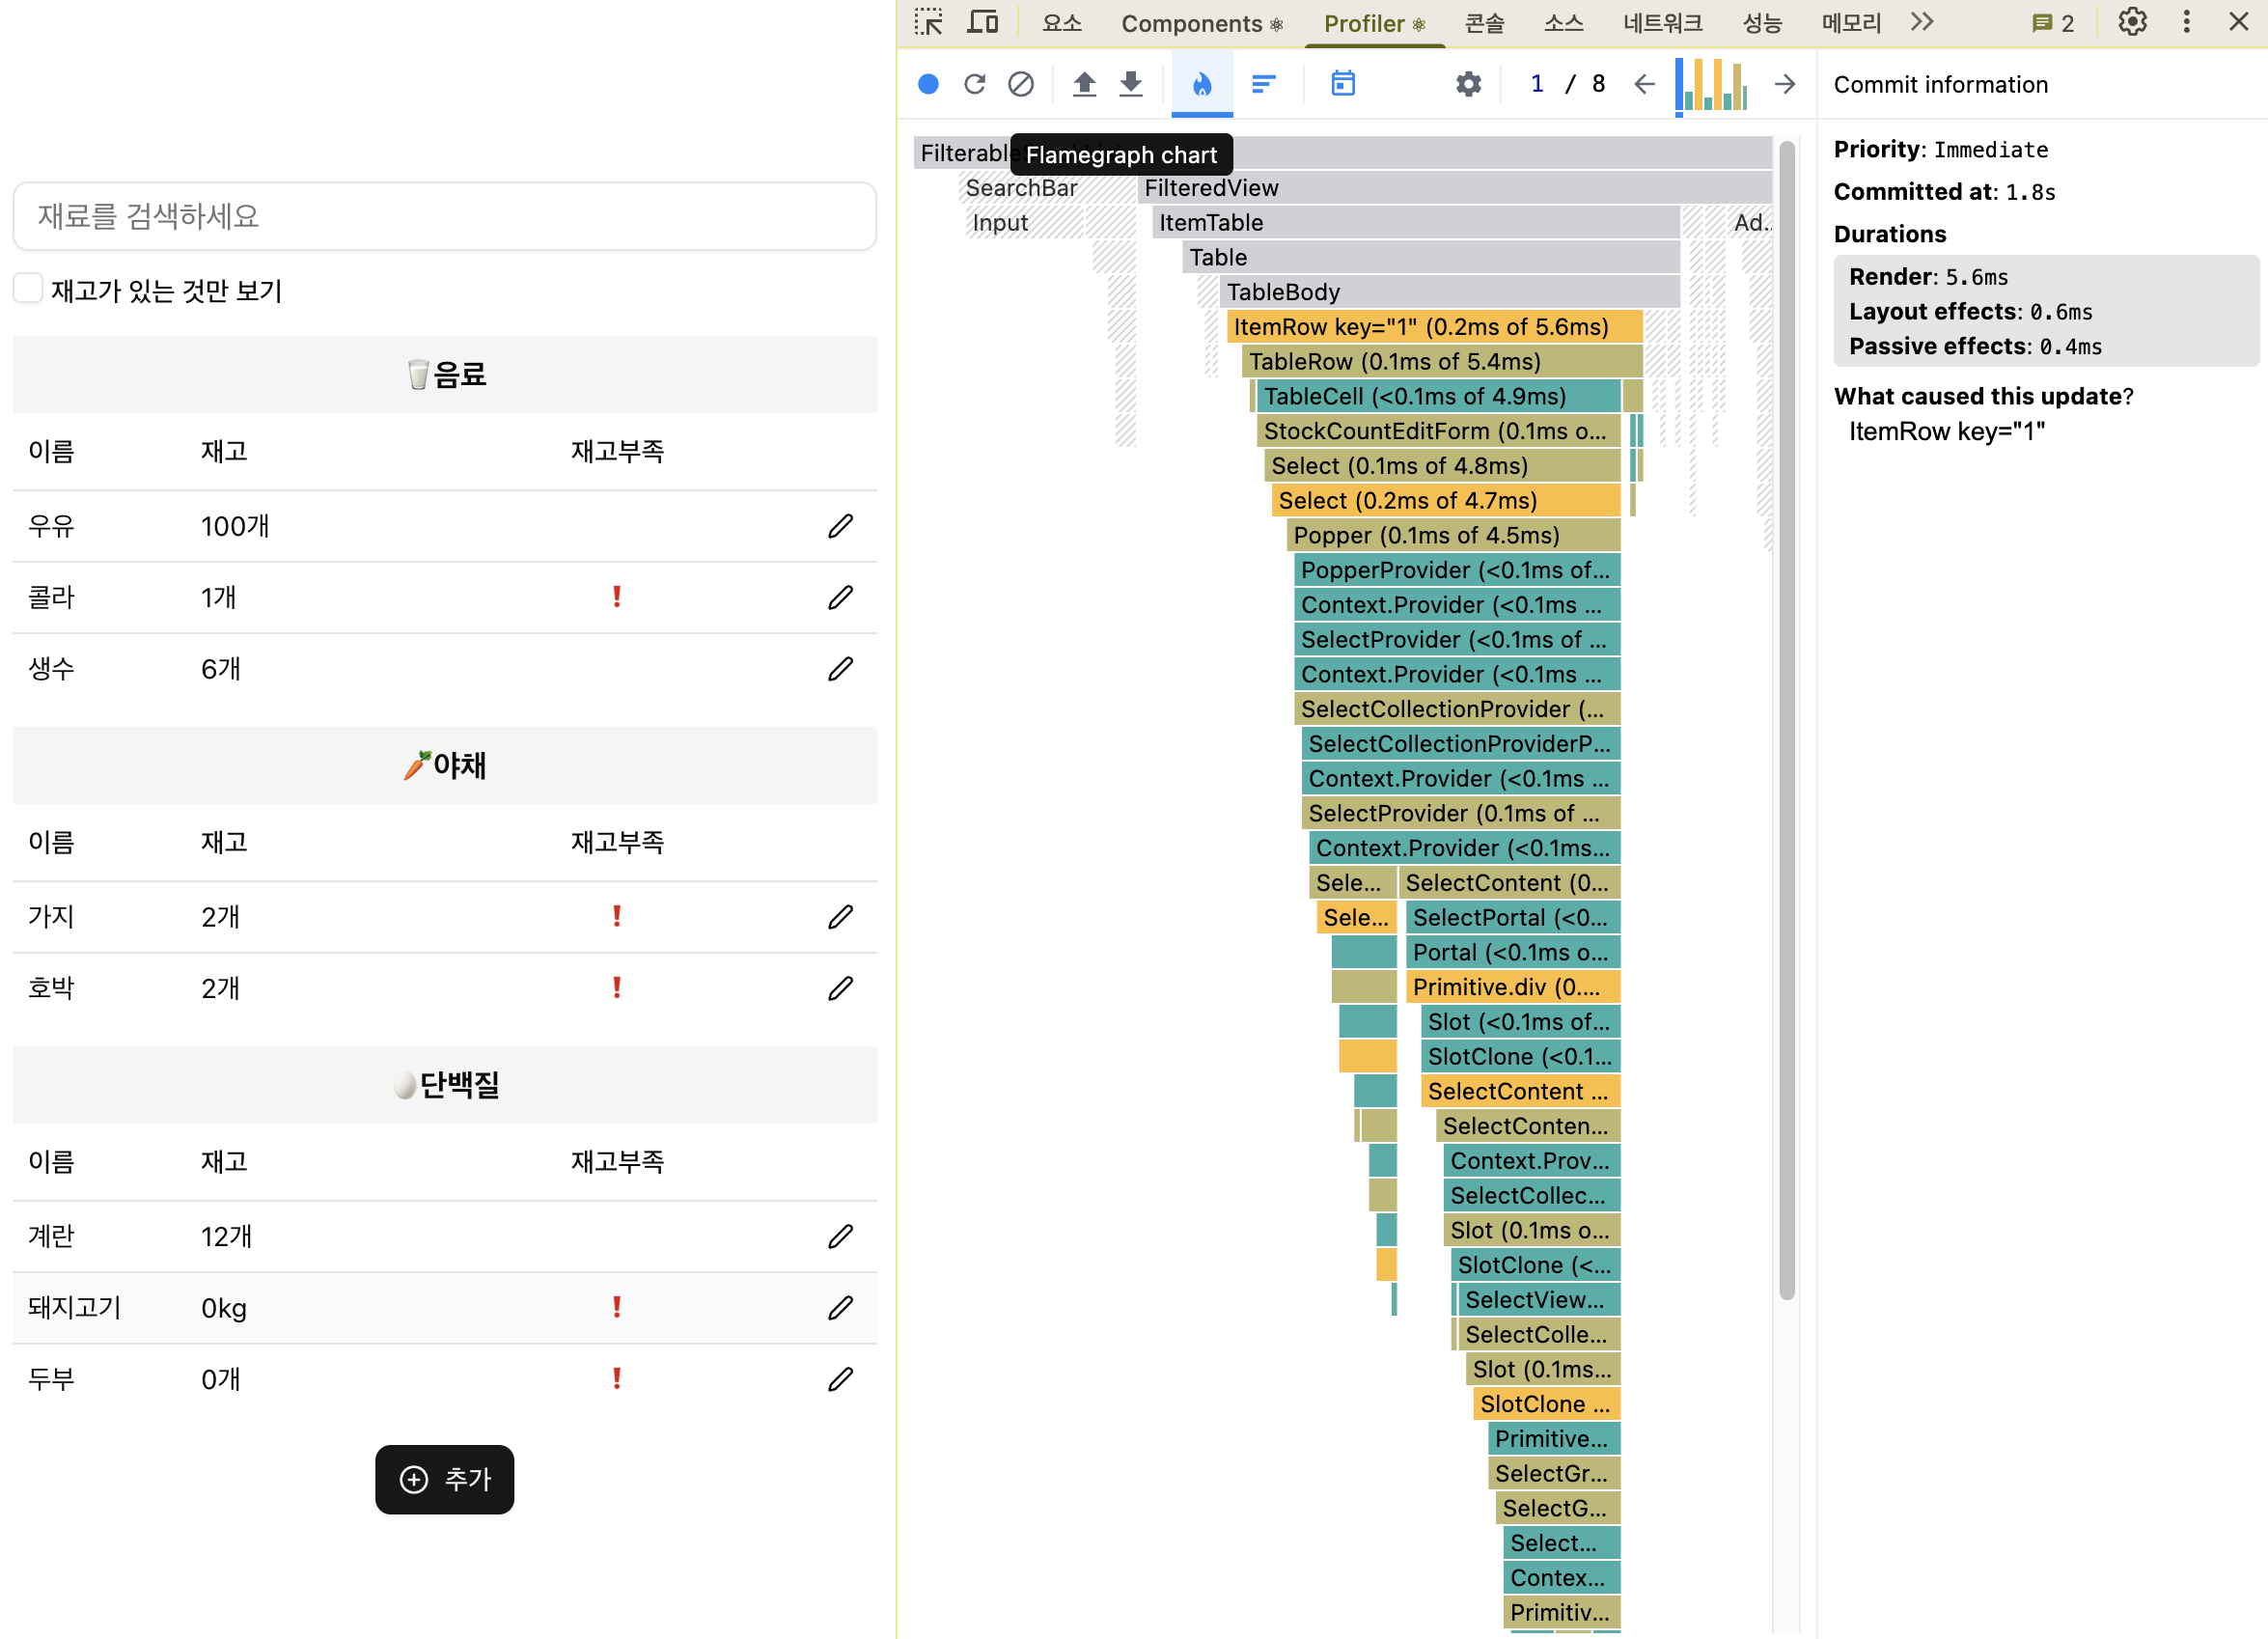 재료를 검색하세요
재고가 있는 것만 보기
음료
이름 재고 재고부족
우유 100개
콜라 1개 ❗
생수 6개
야채
이름 재고 재고부족
가지 2개 ❗
호박 2개 ❗
단백질
이름 재고 재고부족
계란 12개
돼지고기 0kg ❗
두부 0개 ❗
추가
요소 Components Profiler 콘솔 소스 네트워크 성능 메모리 2
1 / 8
Flamegraph chart
Filterable
SearchBar FilteredView
Input ItemTable Ad..
Table
TableBody
ItemRow key="1" (0.2ms of 5.6ms)
TableRow (0.1ms of 5.4ms)
TableCell (<0.1ms of 4.9ms)
StockCountEditForm (0.1ms o...
Select (0.1ms of 4.8ms)
Select (0.2ms of 4.7ms)
Popper (0.1ms of 4.5ms)
PopperProvider (<0.1ms of...
Context.Provider (<0.1ms ...
SelectProvider (<0.1ms of ...
Context.Provider (<0.1ms ...
SelectCollectionProvider (...
SelectCollectionProviderP...
Context.Provider (<0.1ms ...
SelectProvider (0.1ms of ...
Context.Provider (<0.1ms...
Sele... SelectContent (0...
Sele... SelectPortal (<0...
Portal (<0.1ms o...
Primitive.div (0....
Slot (<0.1ms of...
SlotClone (<0.1...
SelectContent ...
SelectConten...
Context.Prov...
SelectCollec...
Slot (0.1ms o...
SlotClone (<...
SelectView...
SelectColle...
Slot (0.1ms...
SlotClone ...
Primitive...
SelectGr...
SelectG...
Select...
Contex...
Primitiv...
Commit information
Priority: Immediate
Committed at: 1.8s
Durations
Render: 5.6ms
Layout effects: 0.6ms
Passive effects: 0.4ms
What caused this update?
ItemRow key="1"